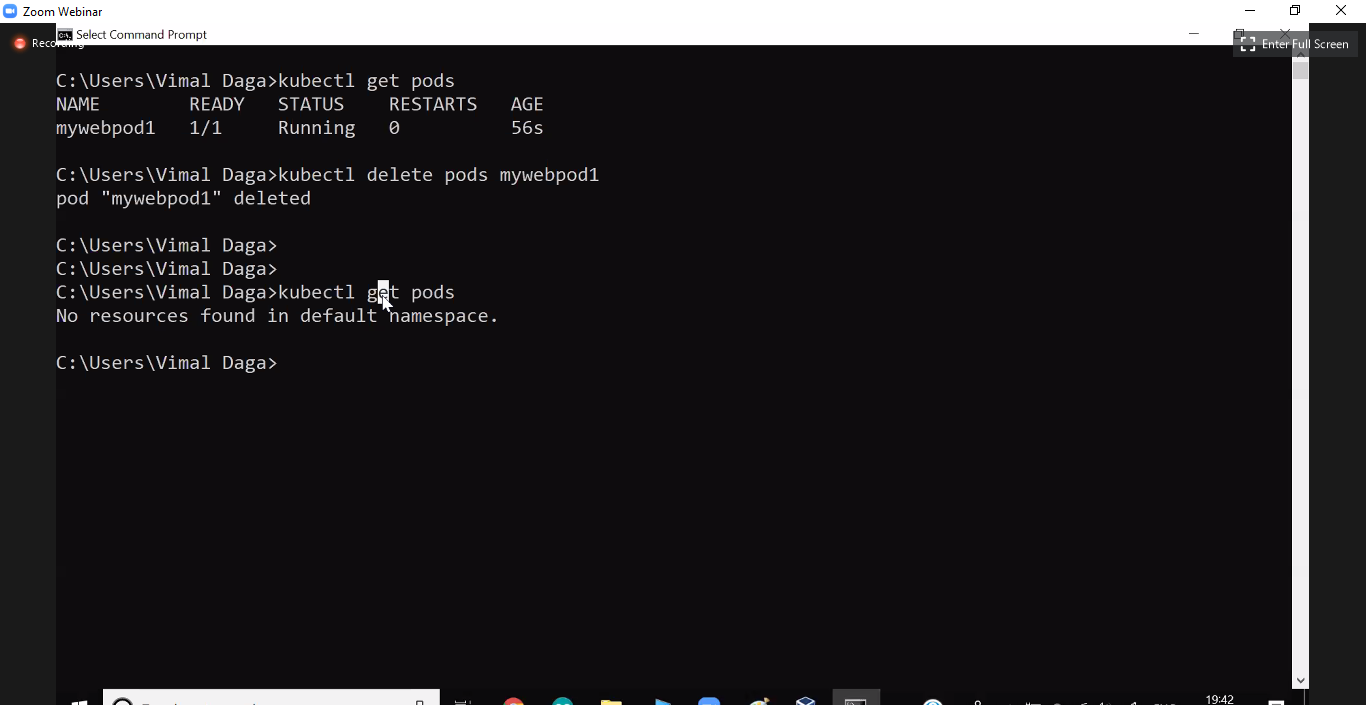 Zoom Webinar
Select Command Prompt
Recording
Enter Full Screen
C:\Users\Vimal Daga>kubectl get pods
NAME READY STATUS RESTARTS AGE
mywebpod1 1/1 Running 0 56s
C:\Users\Vimal Daga>kubectl delete pods mywebpod1
pod "mywebpod1" deleted
C:\Users\Vimal Daga>
C:\Users\Vimal Daga>
C:\Users\Vimal Daga>kubectl get pods
No resources found in default namespace.
C:\Users\Vimal Daga>
19:42